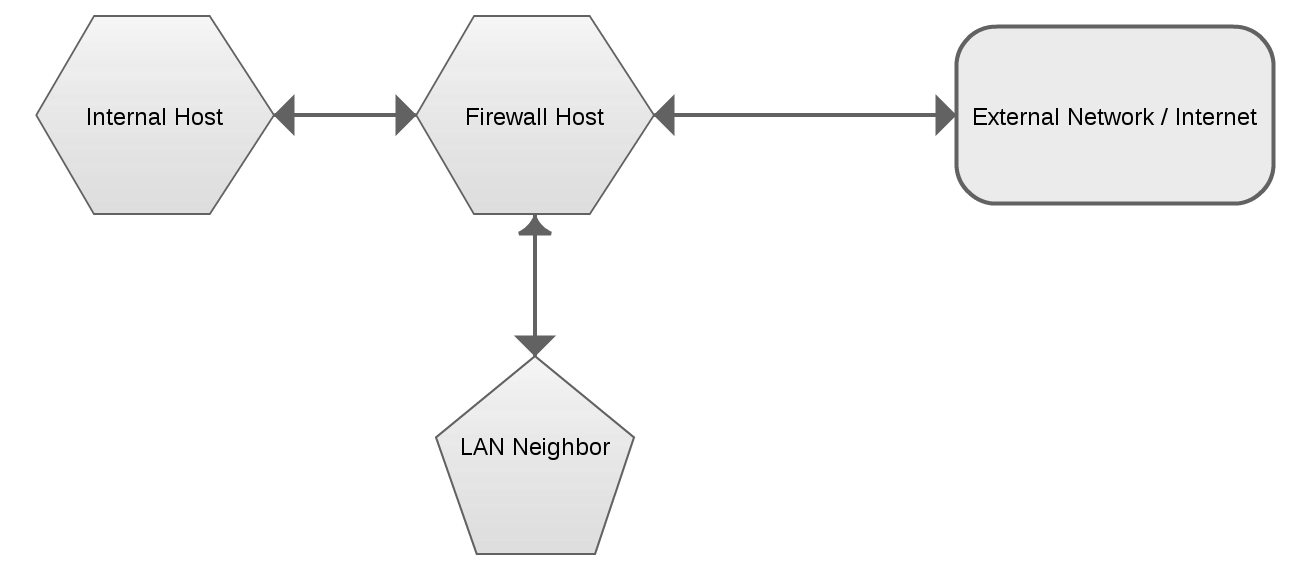 Internal Host
Firewall Host
External Network / Internet
LAN Neighbor